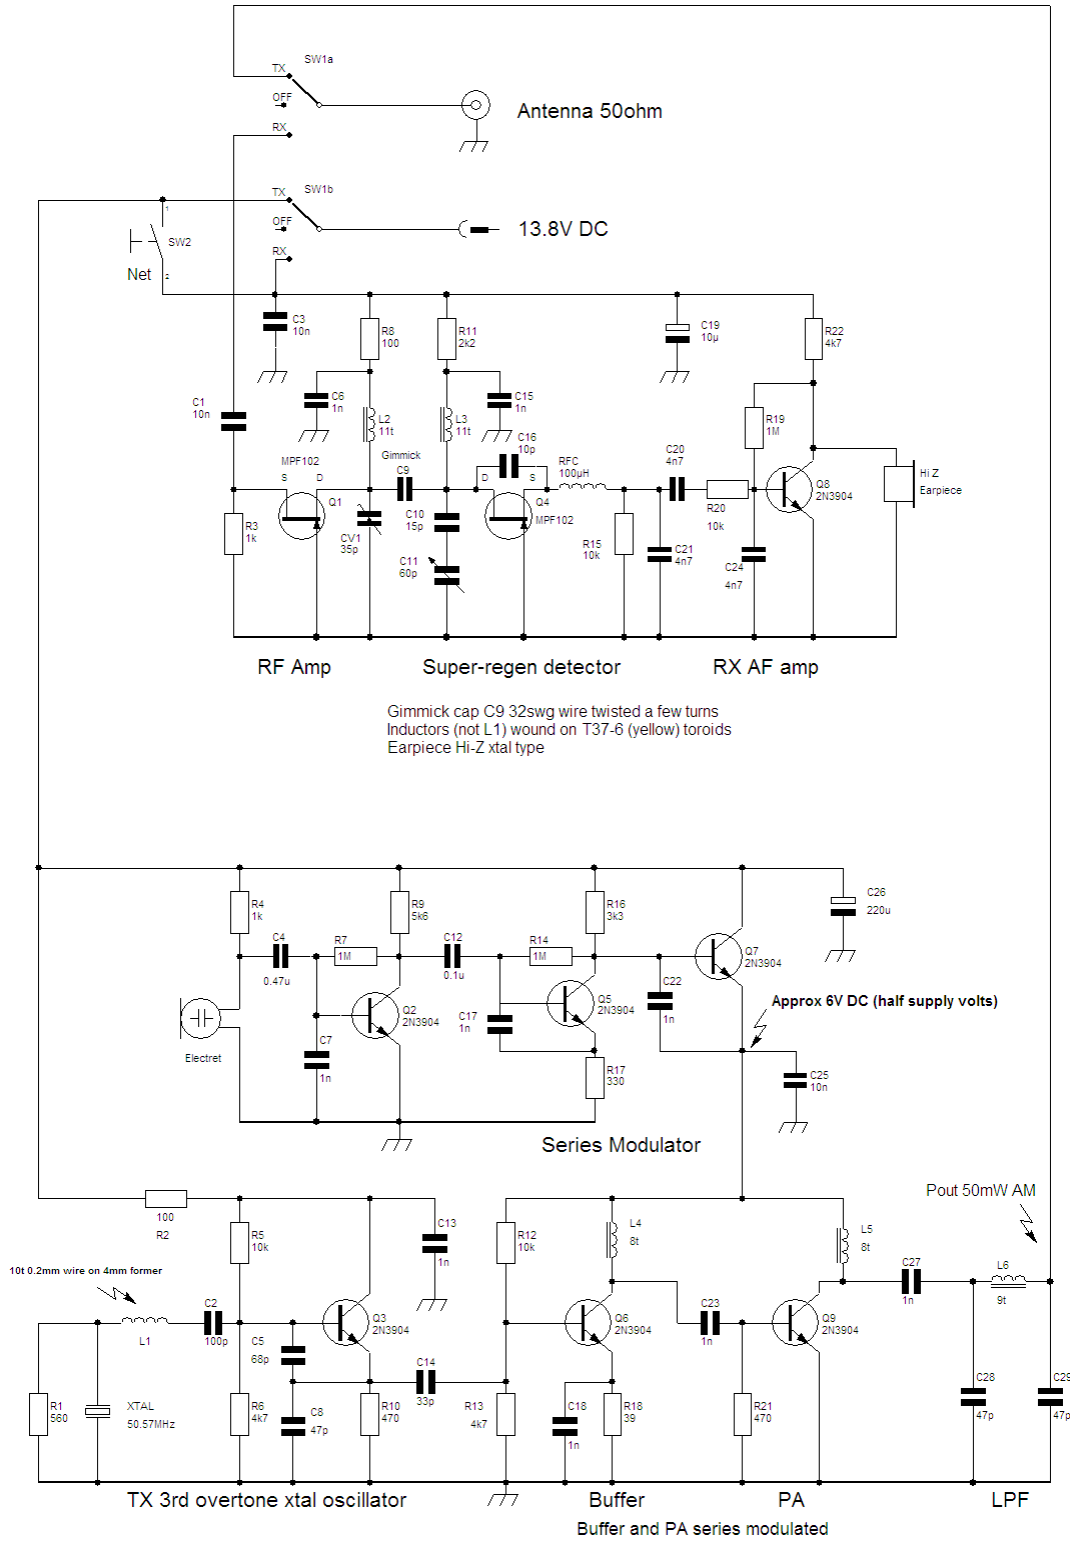 SW1a
TX
OFF
RX
Antenna 50ohm
SW1b
TX
OFF
RX
13.8V DC
1
SW2
2
Net
C3
10n
R8
100
R11
2k2
C19
10µ
R22
4k7
C6
1n
C15
1n
C1
10n
L2
11t
L3
11t
R19
1M
C16
10p
Gimmick
C9
RFC
100µH
C20
4n7
MPF102
S D
Q1
D S
Q4
MPF102
Q8
2N3904
Hi Z
Earpiece
R3
1k
CV1
35p
C10
15p
C11
60p
R15
10k
C21
4n7
R20
10k
C24
4n7
RF Amp
Super-regen detector
RX AF amp
Gimmick cap C9 32swg wire twisted a few turns
Inductors (not L1) wound on T37-6 (yellow) toroids
Earpiece Hi-Z xtal type
R4
1k
R9
5k6
R16
3k3
C26
220u
C4
0.47u
R7
1M
C12
0.1u
R14
1M
Q7
2N3904
Q2
2N3904
C17
1n
Q5
2N3904
C22
1n
Approx 6V DC (half supply volts)
Electret
C7
1n
R17
330
C25
10n
Series Modulator
Pout 50mW AM
100
R2
R5
10k
C13
1n
R12
10k
L4
8t
L5
8t
10t 0.2mm wire on 4mm former
C27
1n
L6
9t
L1
C2
100p
C5
68p
Q3
2N3904
Q6
2N3904
C23
1n
Q9
2N3904
C14
33p
R1
560
XTAL
50.57MHz
R6
4k7
C8
47p
R10
470
R13
4k7
C18
1n
R18
39
R21
470
C28
47p
C29
47p
TX 3rd overtone xtal oscillator
Buffer
PA
LPF
Buffer and PA series modulated